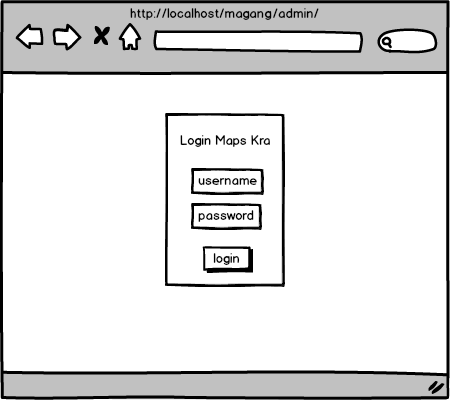 http://localhost/magang/admin/
Login Maps Kra
username
password
login